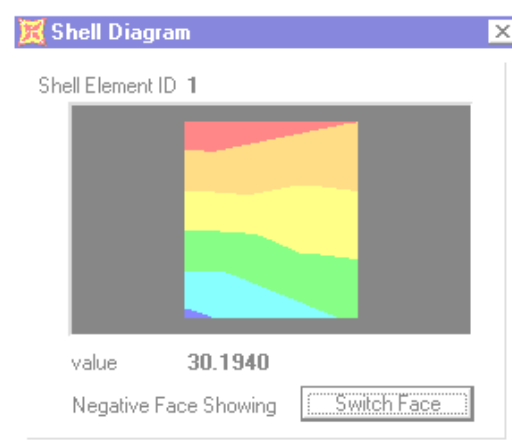 Shell Diagram
Shell Element ID 1
value 30.1940
Negative Face Showing Switch Face